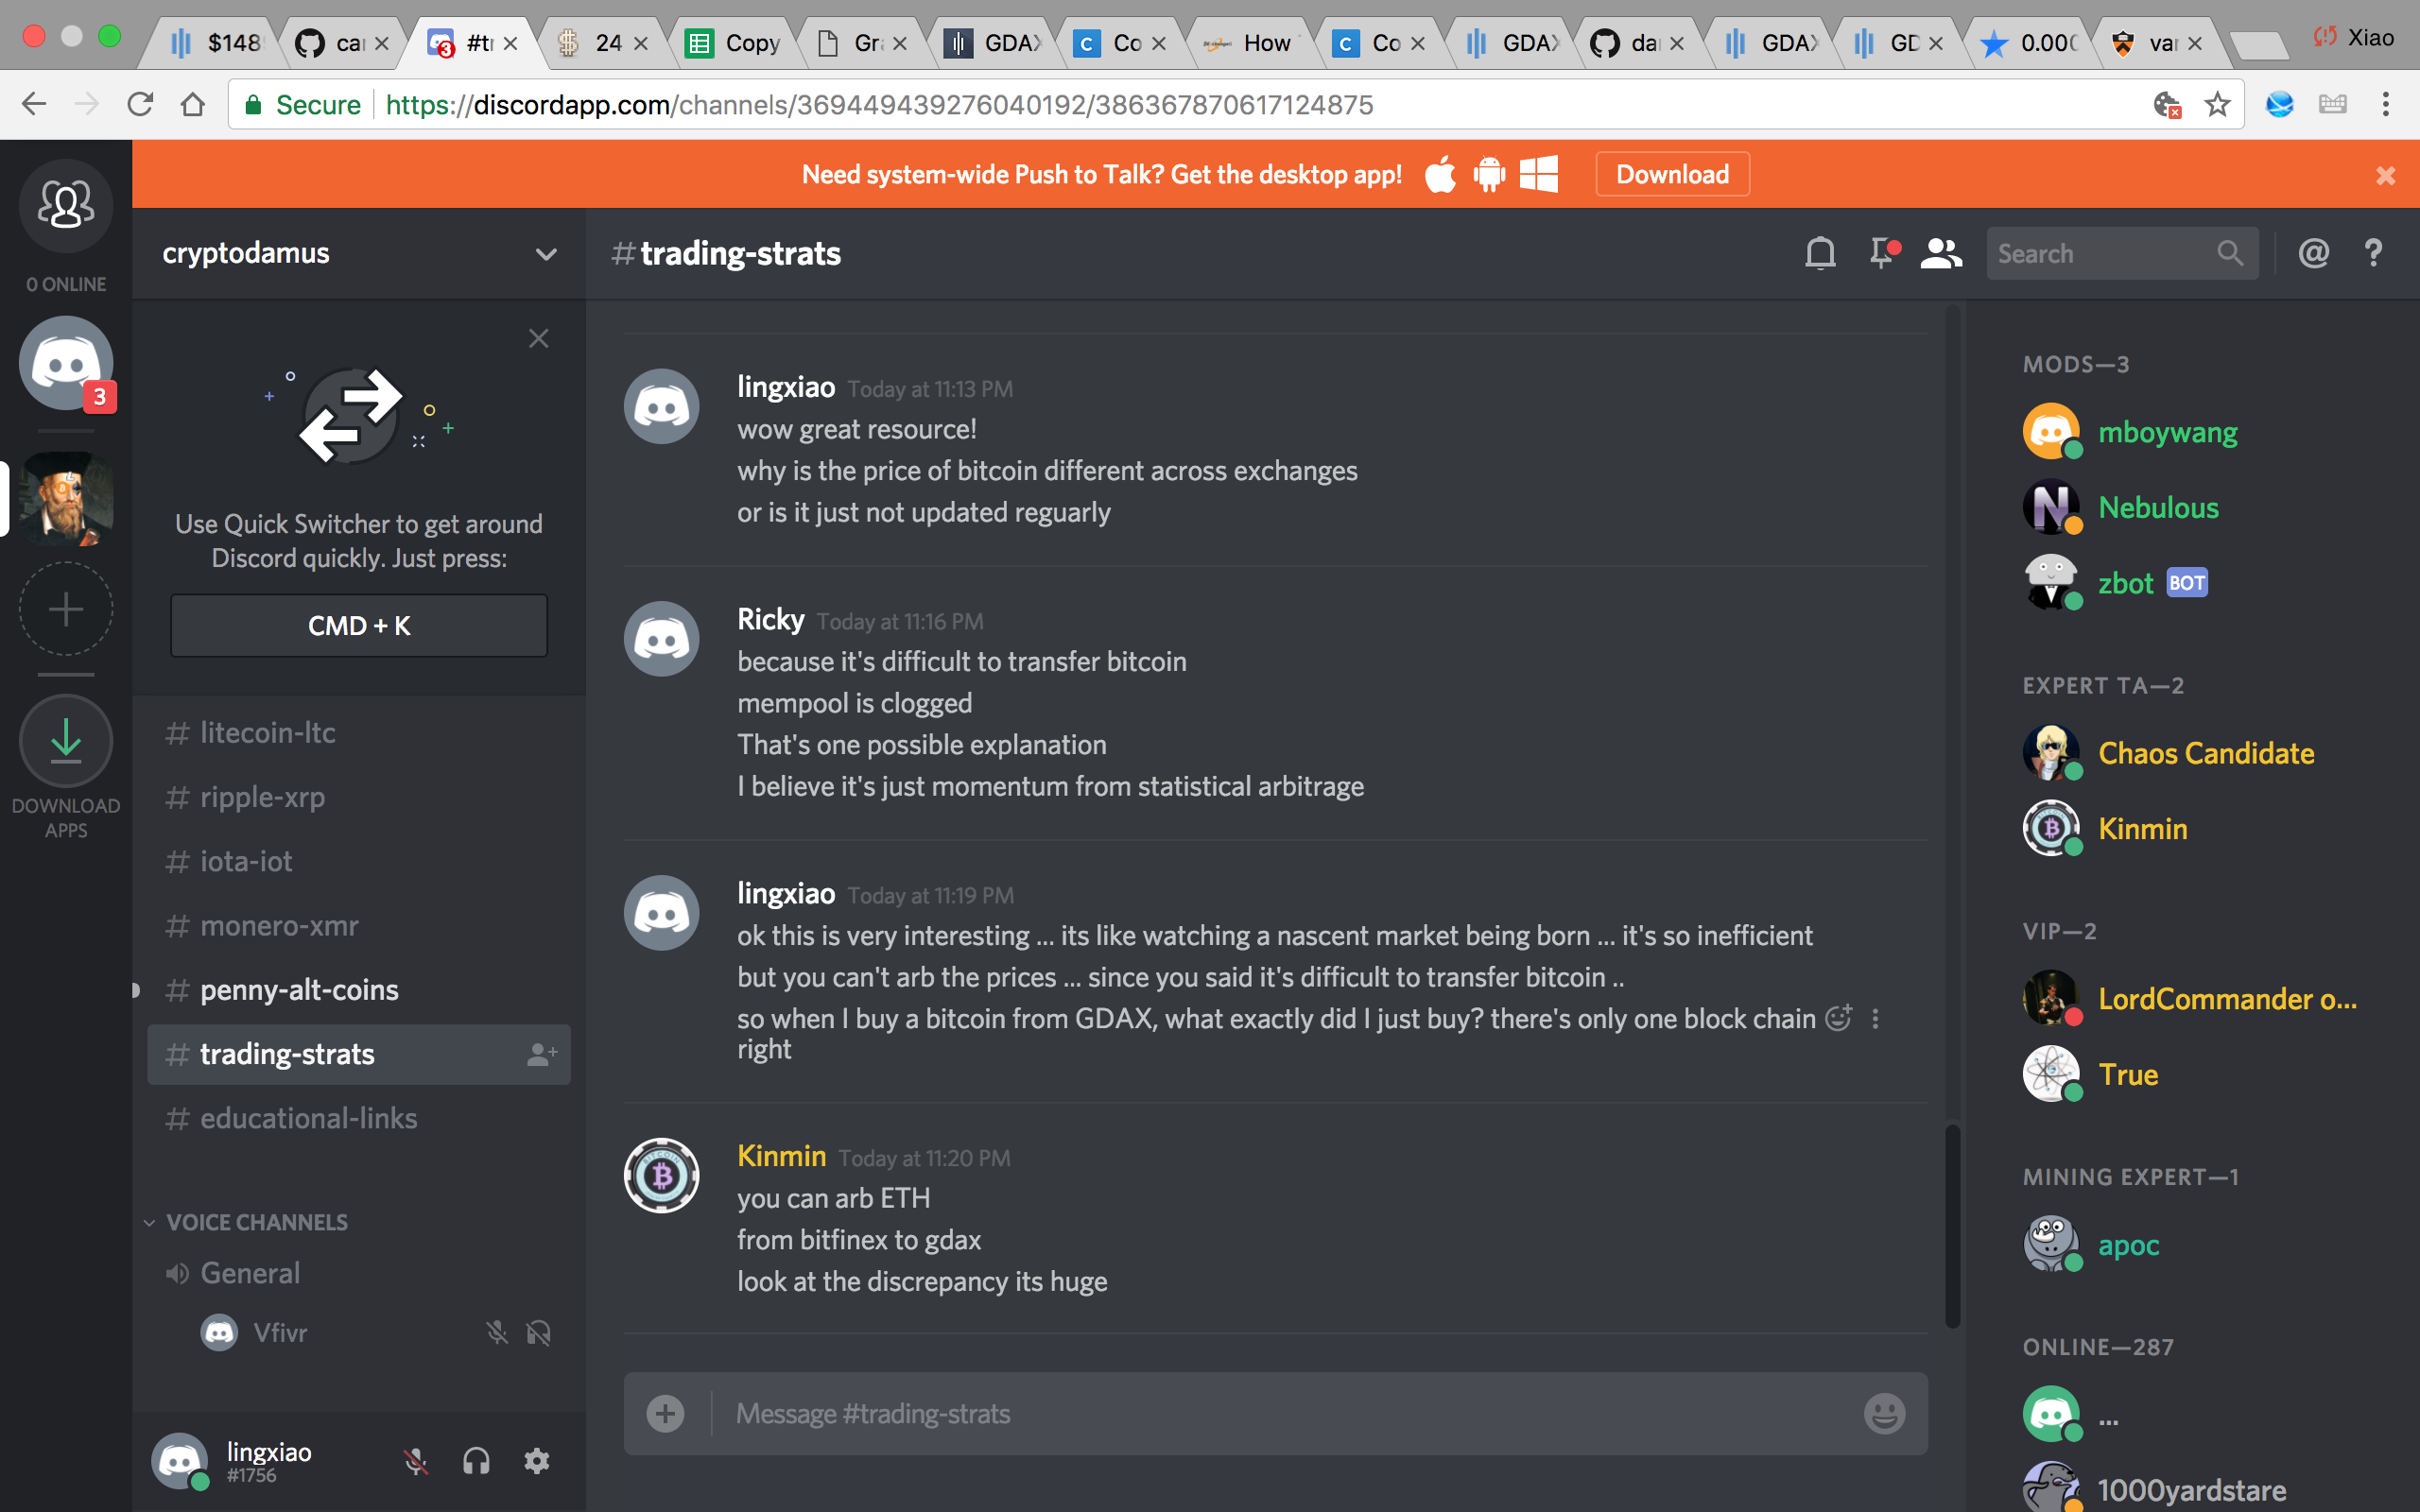 $148
ca
#t
24
Copy
Gr
GDAX
Co
How
Co
GDAX
da
GDAX
GD
0.000
var
Xiao
Secure
https://discordapp.com/channels/369449439276040192/386367870617124875
Need system-wide Push to Talk? Get the desktop app!
Download
0 ONLINE
3
DOWNLOAD
APPS
cryptodamus
Use Quick Switcher to get around
Discord quickly. Just press:
CMD + K
# litecoin-ltc
# ripple-xrp
# iota-iot
# monero-xmr
# penny-alt-coins
# trading-strats
# educational-links
VOICE CHANNELS
General
Vfivr
lingxiao
#1756
#trading-strats
Search
@
?
lingxiao Today at 11:13 PM
wow great resource!
why is the price of bitcoin different across exchanges
or is it just not updated reguarly
Ricky Today at 11:16 PM
because it's difficult to transfer bitcoin
mempool is clogged
That's one possible explanation
I believe it's just momentum from statistical arbitrage
lingxiao Today at 11:19 PM
ok this is very interesting ... its like watching a nascent market being born ... it's so inefficient
but you can't arb the prices ... since you said it's difficult to transfer bitcoin ..
so when I buy a bitcoin from GDAX, what exactly did I just buy? there's only one block chain
right
Kinmin Today at 11:20 PM
you can arb ETH
from bitfinex to gdax
look at the discrepancy its huge
Message #trading-strats
MODS—3
mboywang
Nebulous
zbot BOT
EXPERT TA—2
Chaos Candidate
Kinmin
VIP—2
LordCommander o...
True
MINING EXPERT—1
apoc
ONLINE—287
...
1000yardstare